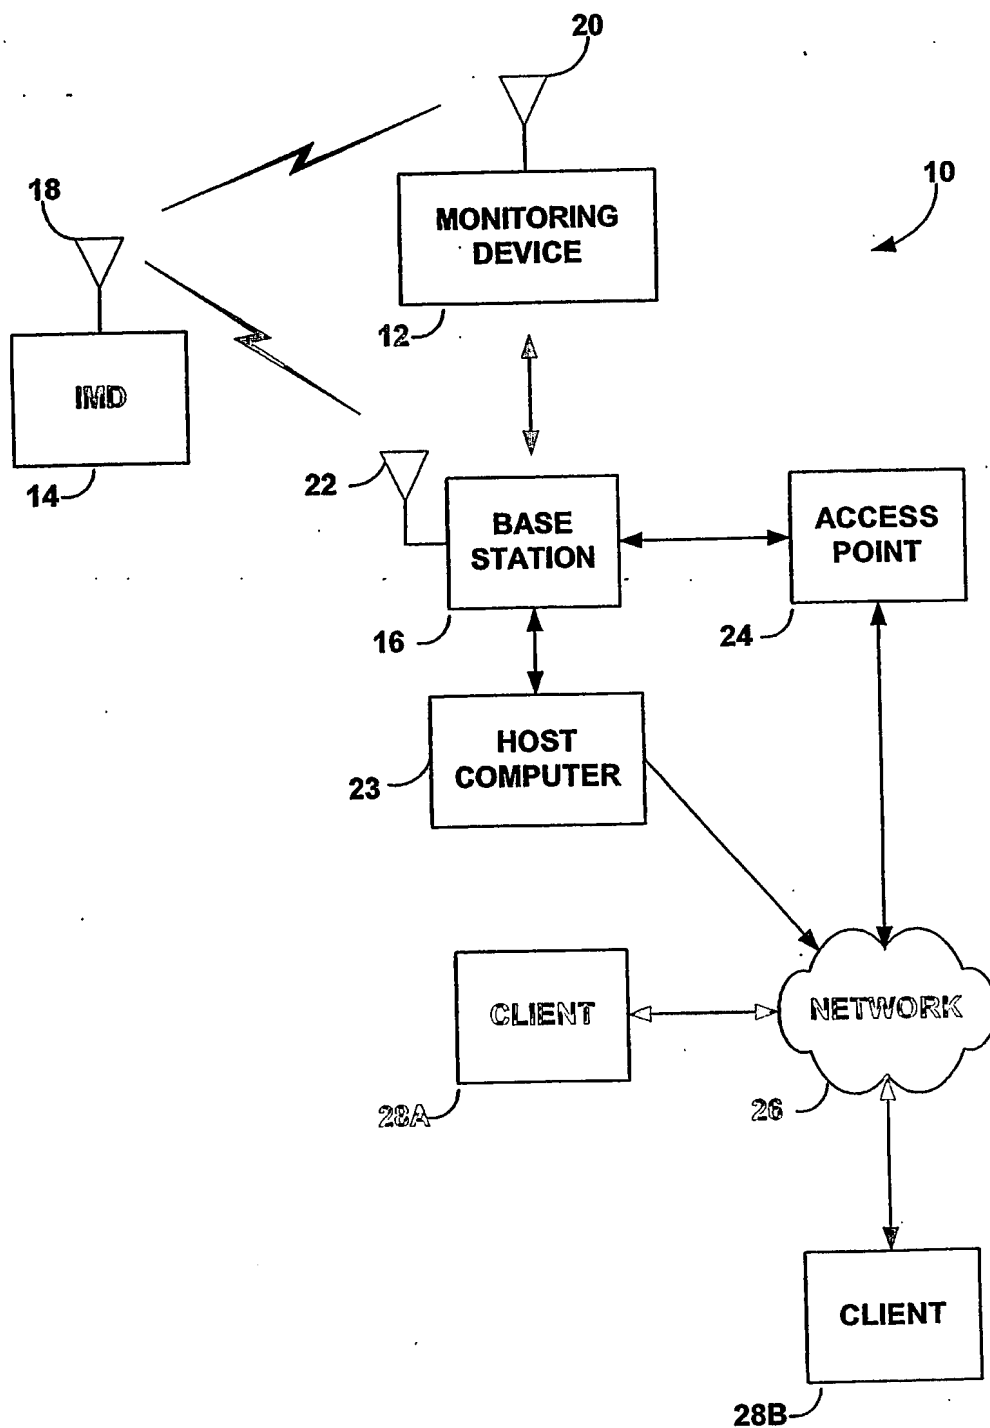 20
10
18
MONITORING
DEVICE
12
IMD
14
22
BASE
STATION
ACCESS
POINT
16
24
HOST
COMPUTER
23
CLIENT
NETWORK
28A
26
CLIENT
28B